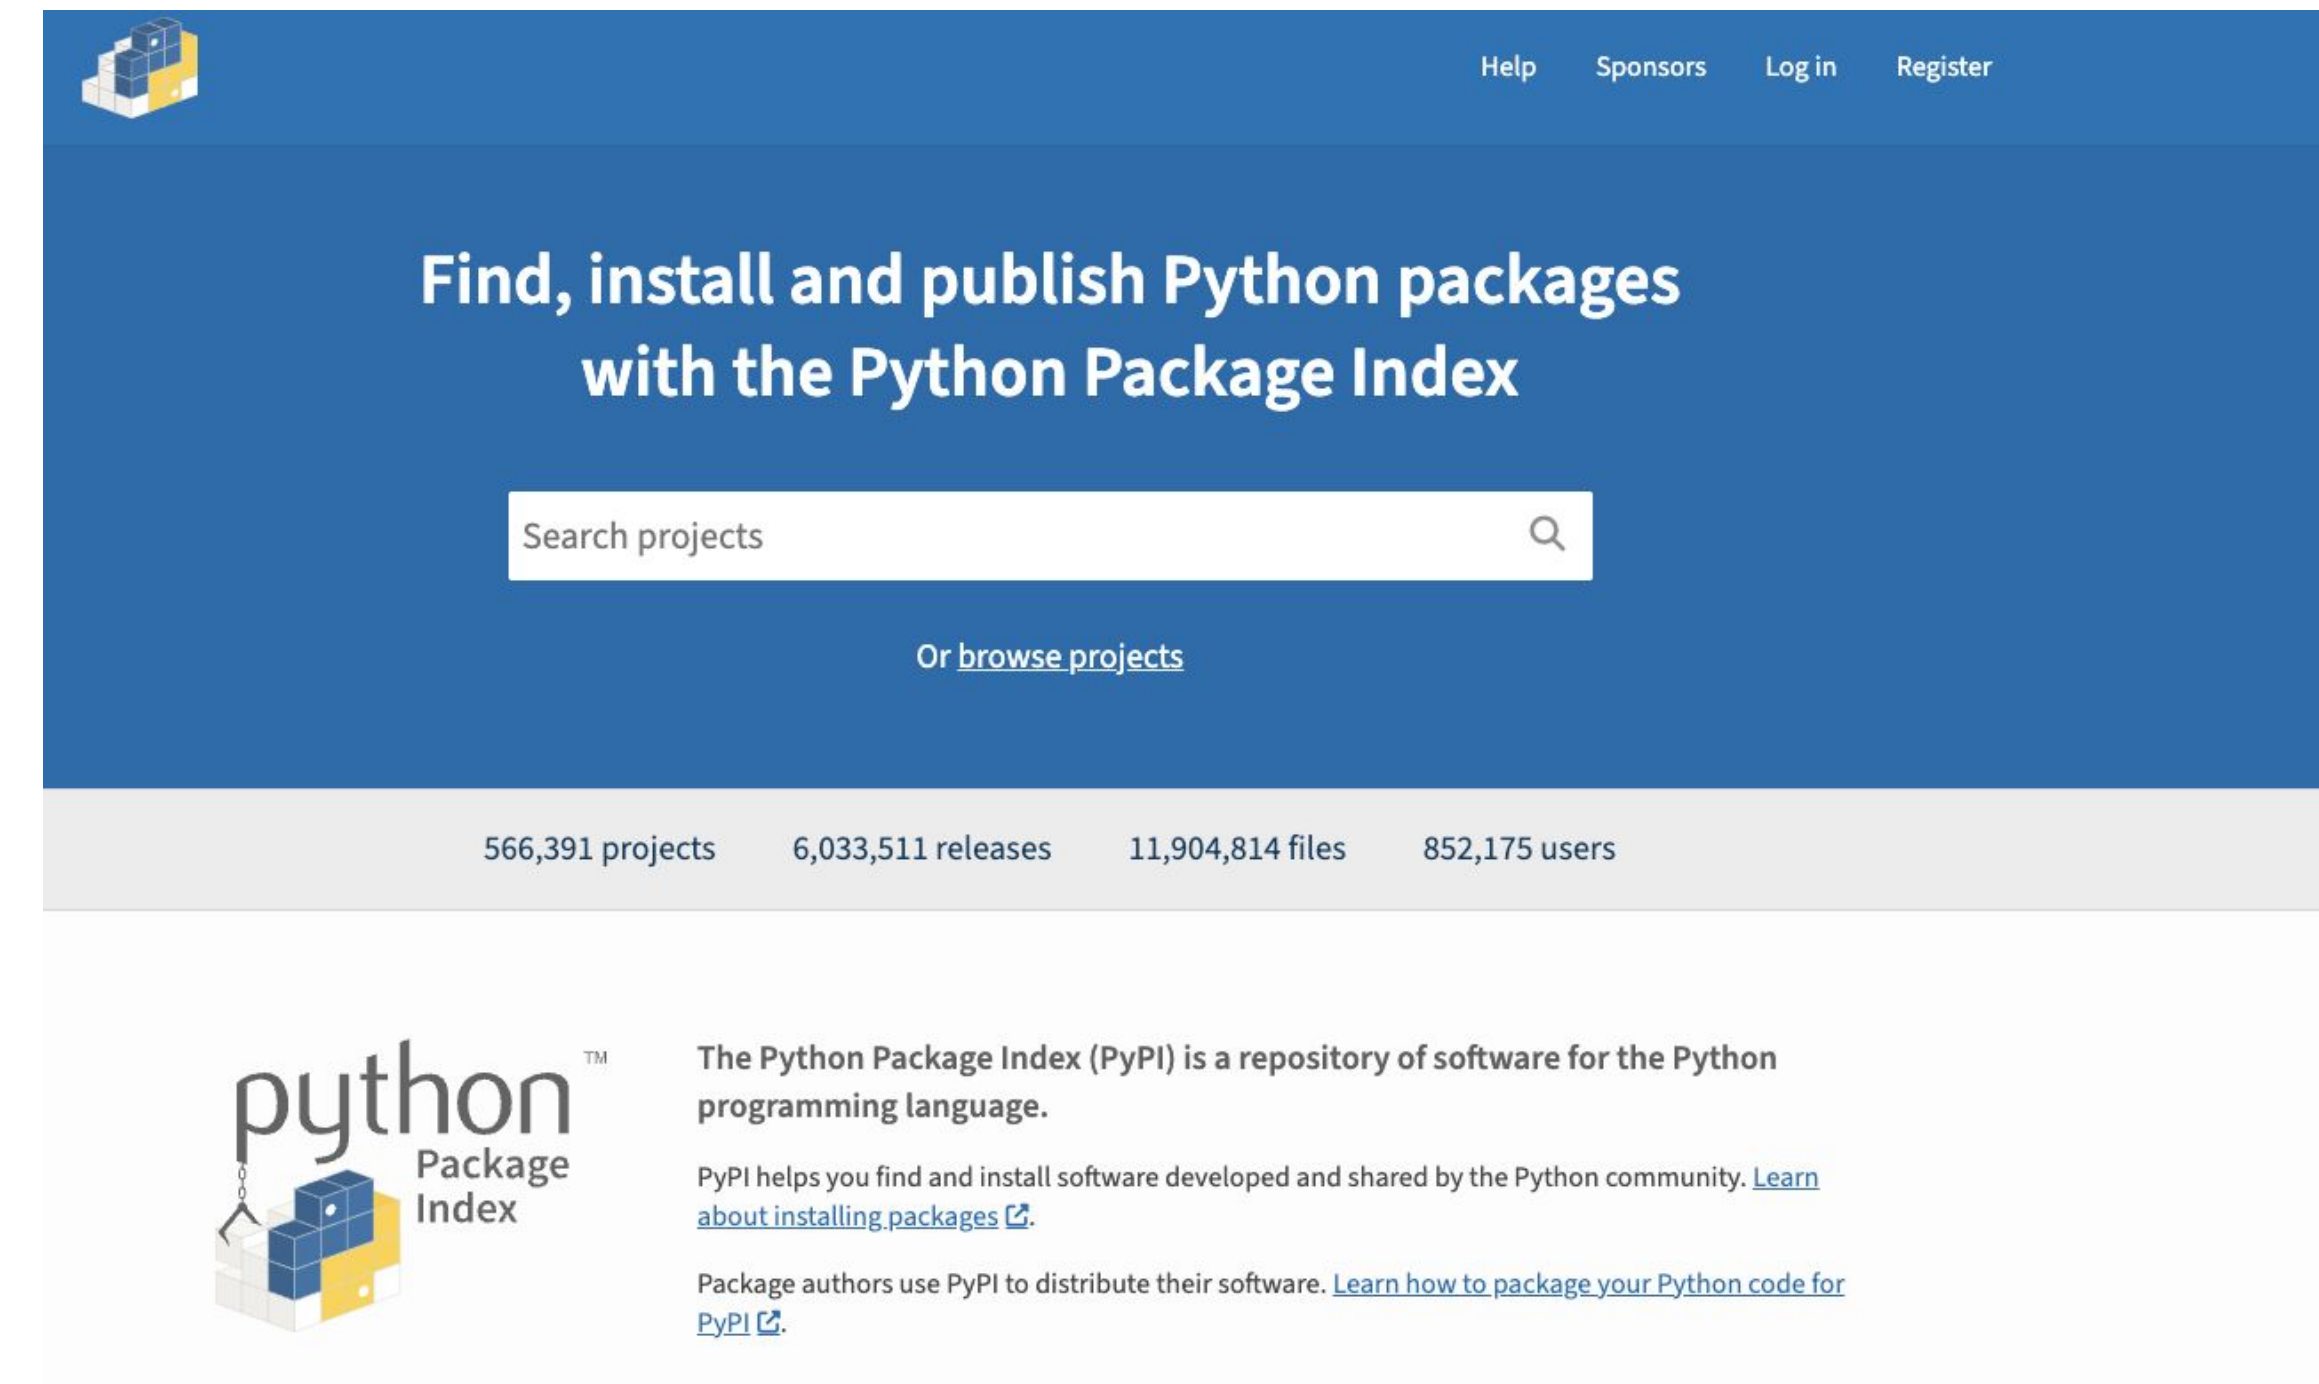 Help Sponsors Log in Register
Find, install and publish Python packages
with the Python Package Index
Search projects
Or browse projects
566,391 projects 6,033,511 releases 11,904,814 files 852,175 users
python™
Package
Index
The Python Package Index (PyPI) is a repository of software for the Python
programming language.
PyPI helps you find and install software developed and shared by the Python community. Learn
about installing packages.
Package authors use PyPI to distribute their software. Learn how to package your Python code for
PyPI.